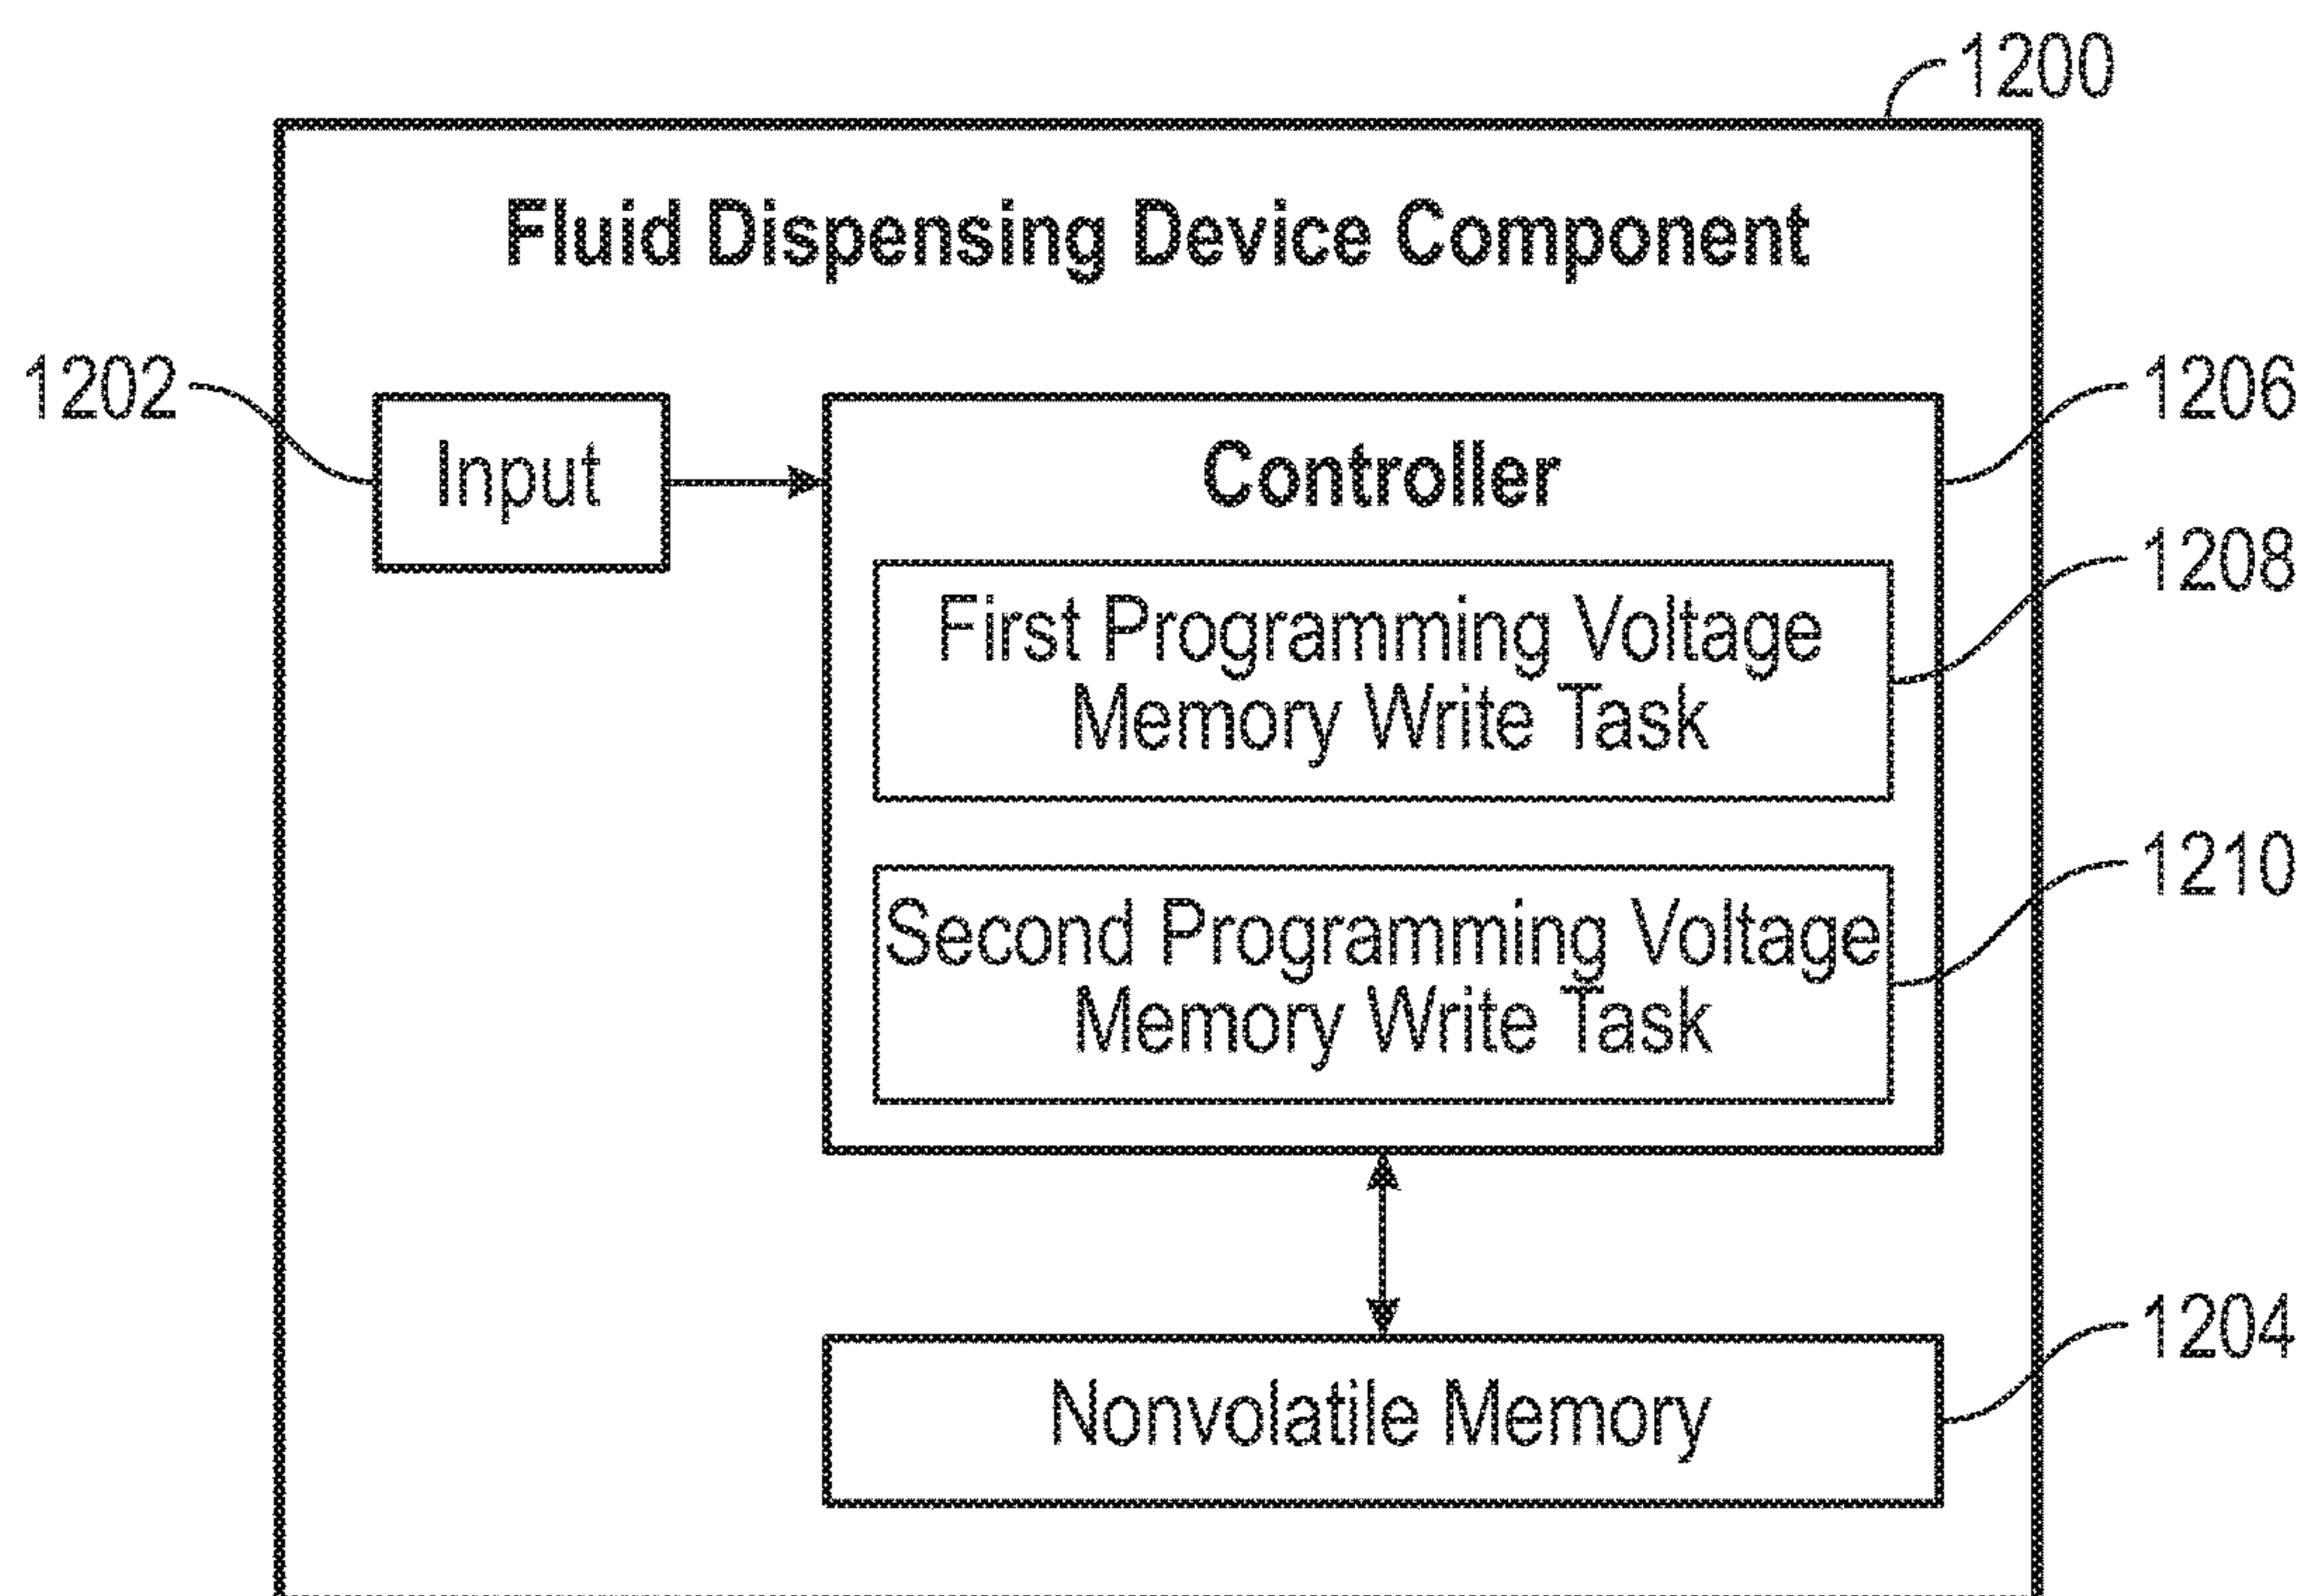 1200
Fluid Dispensing Device Component
1202
Input
Controller
1206
First Programming Voltage
Memory Write Task
1208
Second Programming Voltage
Memory Write Task
1210
Nonvolatile Memory
1204